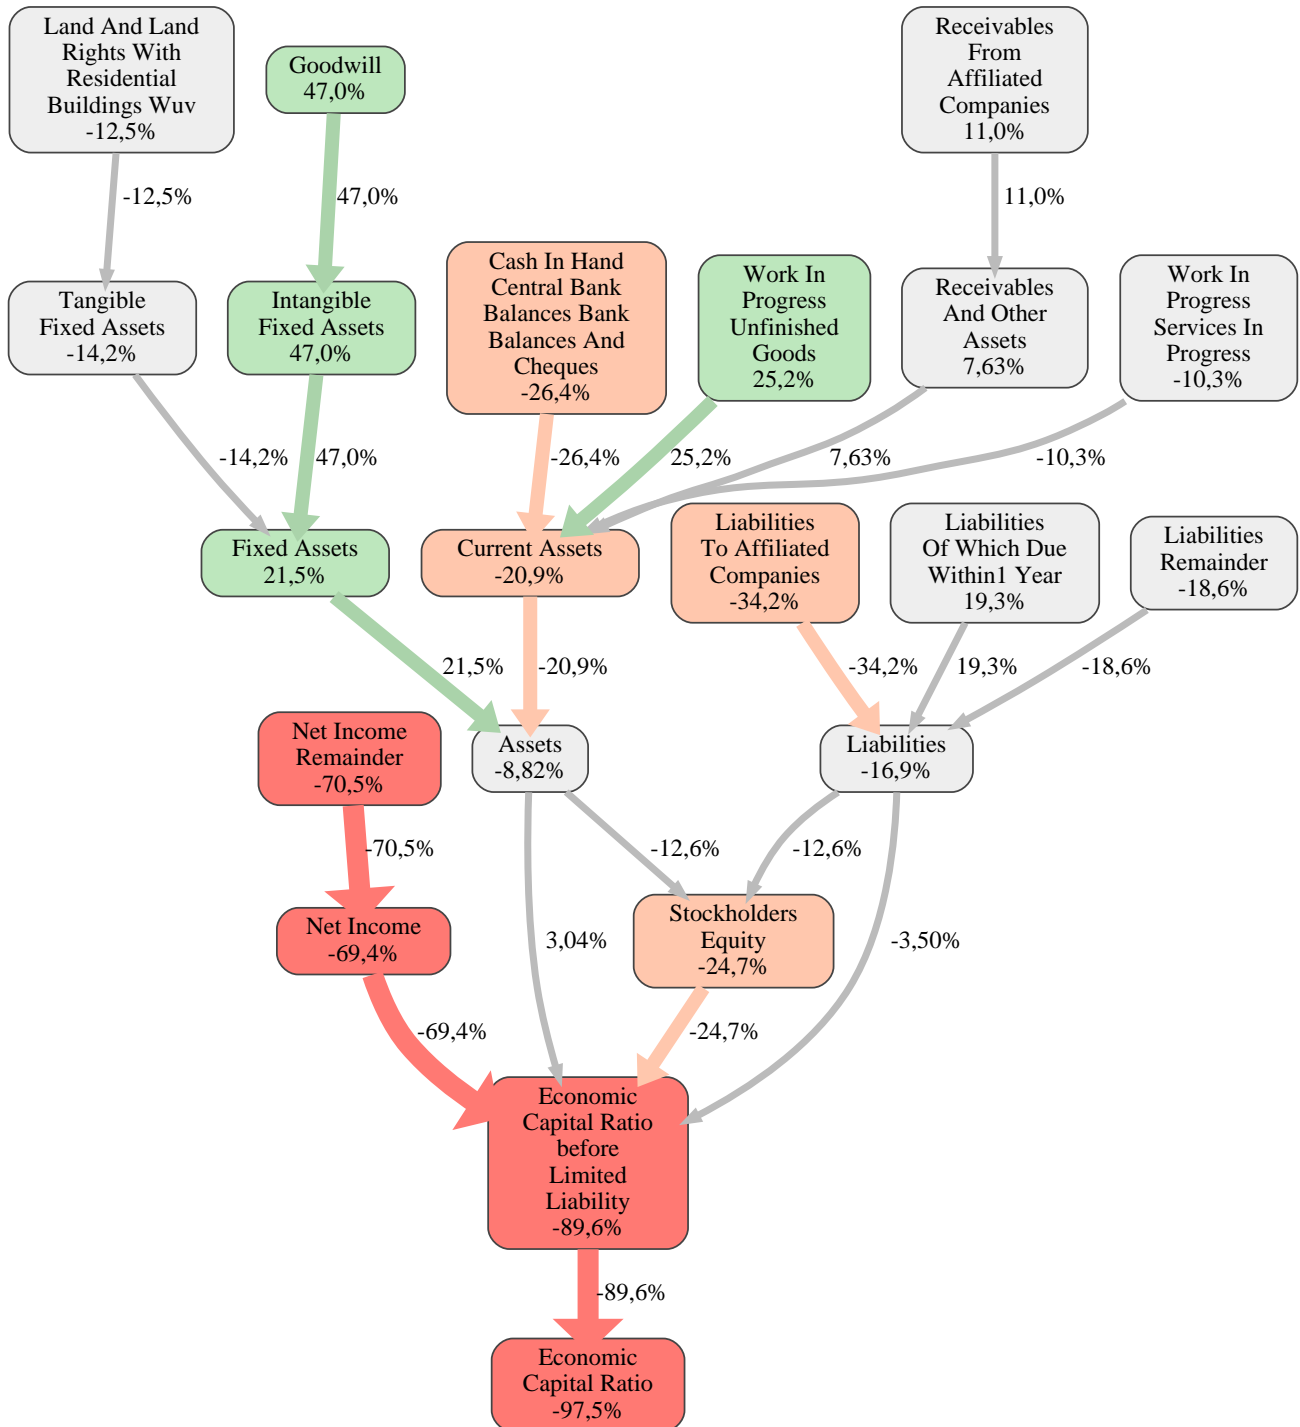 Land And Land
Rights With
Residential
Buildings Wuv
-12,5%
Goodwill
47,0%
Receivables
From
Affiliated
Companies
11,0%
-12,5%
47,0%
11,0%
Tangible
Fixed Assets
-14,2%
Intangible
Fixed Assets
47,0%
Cash In Hand
Central Bank
Balances Bank
Balances And
Cheques
-26,4%
Work In
Progress
Unfinished
Goods
25,2%
Receivables
And Other
Assets
7,63%
Work In
Progress
Services In
Progress
-10,3%
-14,2%
47,0%
-26,4%
25,2%
7,63%
-10,3%
Fixed Assets
21,5%
Current Assets
-20,9%
Liabilities
To Affiliated
Companies
-34,2%
Liabilities
Of Which Due
Within1 Year
19,3%
Liabilities
Remainder
-18,6%
21,5%
-20,9%
-34,2%
19,3%
-18,6%
Net Income
Remainder
-70,5%
Assets
-8,82%
Liabilities
-16,9%
-70,5%
-12,6%
-12,6%
Net Income
-69,4%
3,04%
Stockholders
Equity
-24,7%
-3,50%
-69,4%
-24,7%
Economic
Capital Ratio
before
Limited
Liability
-89,6%
-89,6%
Economic
Capital Ratio
-97,5%